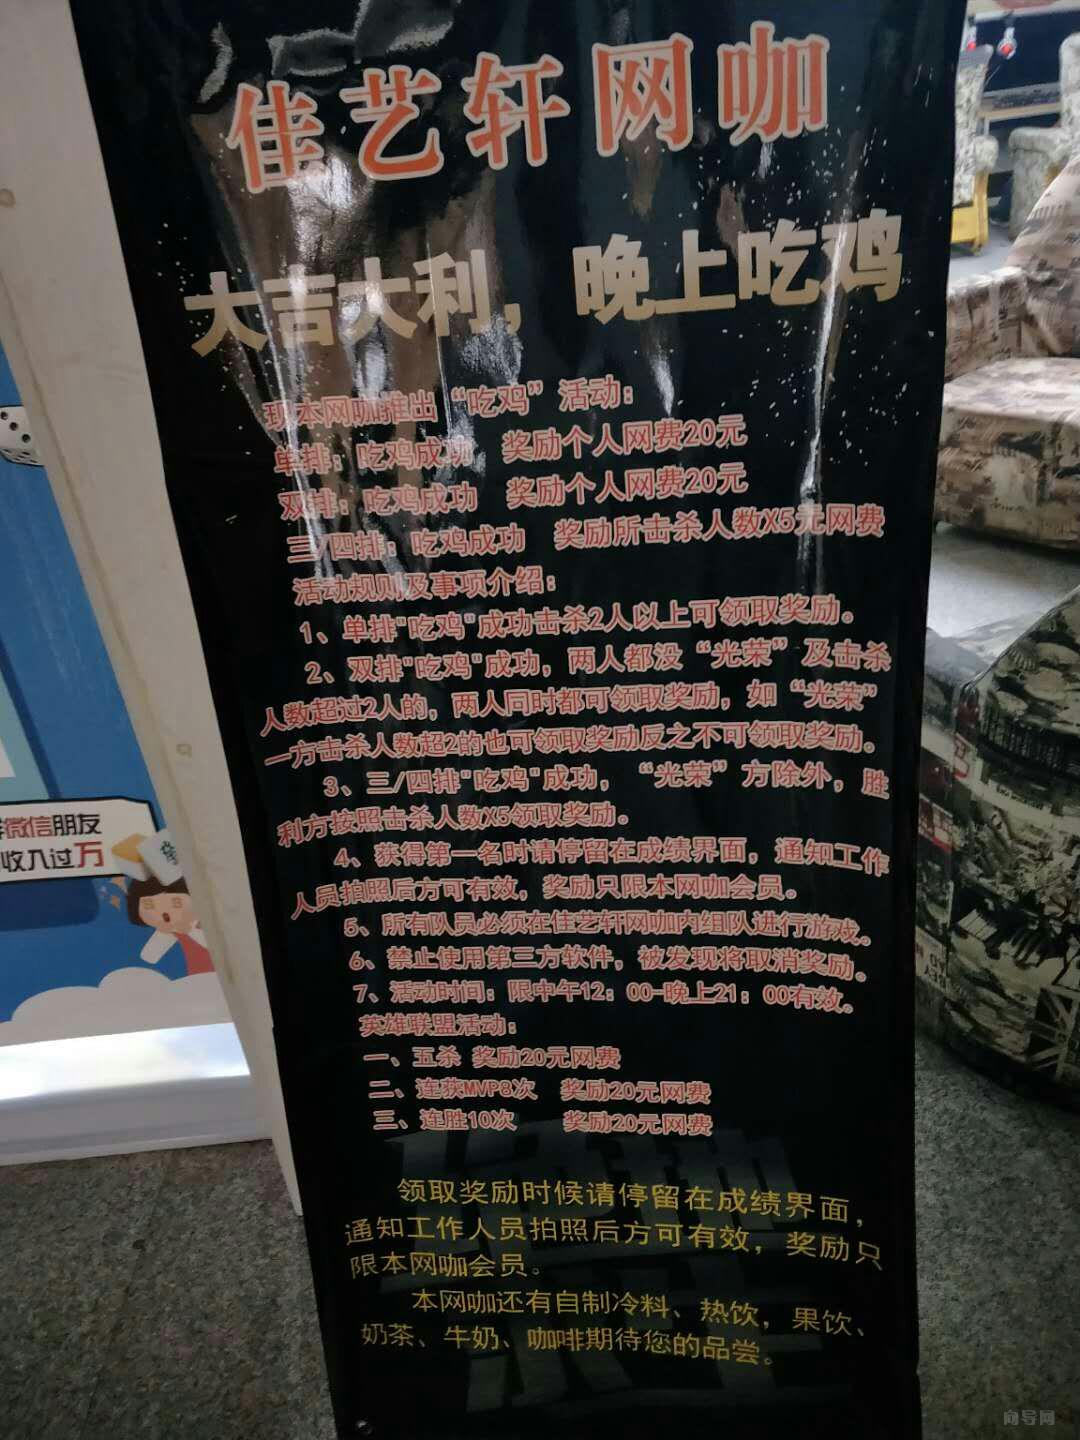 佳艺轩网咖
大吉大利，晚上吃鸡
现本网咖推出“吃鸡”活动：
单排：吃鸡成功 奖励个人网费20元
双排：吃鸡成功 奖励个人网费20元
三/四排：吃鸡成功 奖励所击杀人数X5元网费
活动规则及事项介绍：
1、单排"吃鸡"成功击杀2人以上可领取奖励。
2、双排"吃鸡"成功，两人都没“光荣”及击杀
人数超过2人的，两人同时都可领取奖励，如“光荣”
一方击杀人数超2的也可领取奖励反之不可领取奖励。
3、三/四排"吃鸡"成功，“光荣”方除外，胜
利方按照击杀人数X5领取奖励。
4、获得第一名时请停留在成绩界面，通知工作
人员拍照后方可有效，奖励只限本网咖会员。
5、所有队员必须在佳艺轩网咖内组队进行游戏。
6、禁止使用第三方软件，被发现将取消奖励。
7、活动时间：限中午12：00-晚上21：00有效。
英雄联盟活动：
一、五杀 奖励20元网费
二、连获MVP8次 奖励20元网费
三、连胜10次 奖励20元网费
领取奖励时候请停留在成绩界面，
通知工作人员拍照后方可有效，奖励只
限本网咖会员。
本网咖还有自制冷料、热饮，果饮、
奶茶、牛奶、咖啡期待您的品尝。
微信朋友
收入过万
向导网